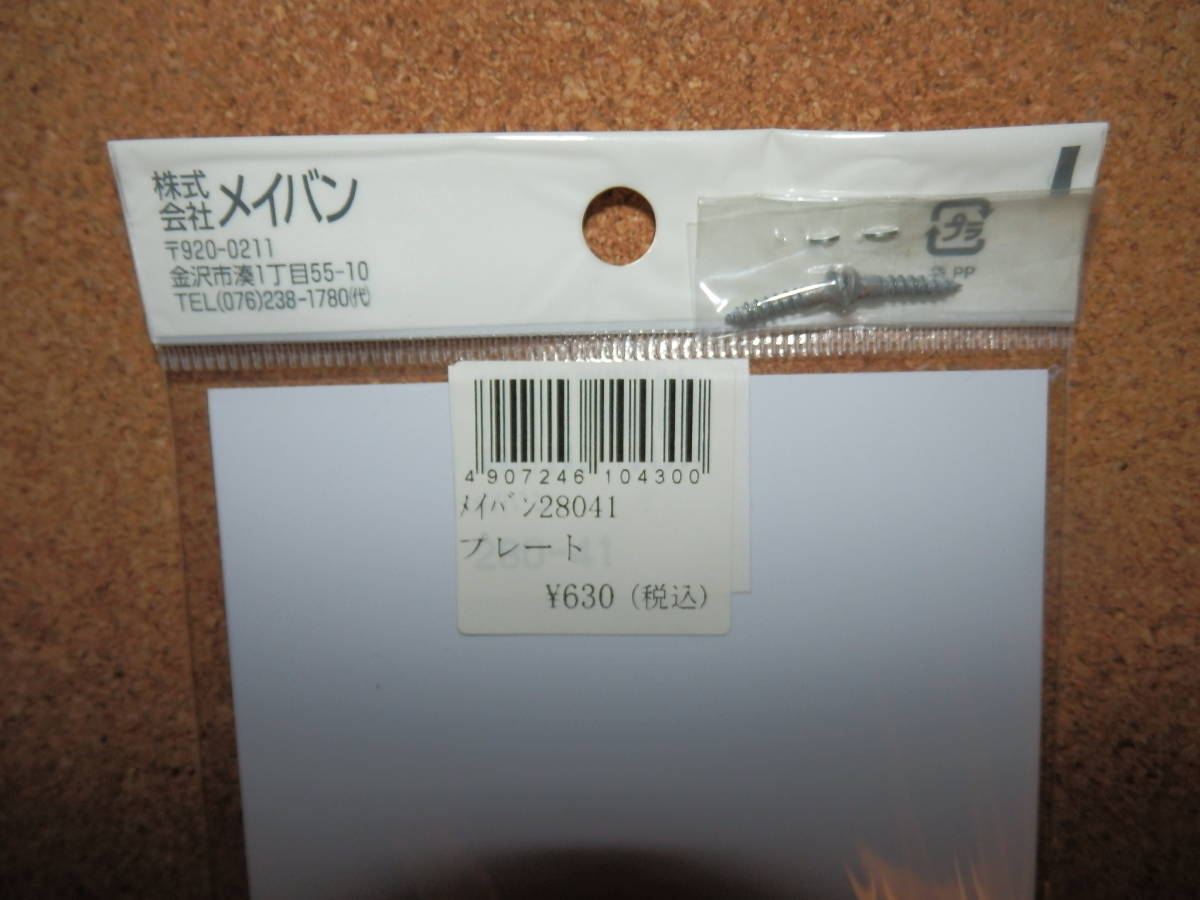 株式会社メイバン
〒920-0211
金沢市湊1丁目55-10
TEL(076)238-1780(代)
プラ
PP
4 907246 104300
ﾒｲﾊﾞﾝ28041
プレート
¥630（税込）